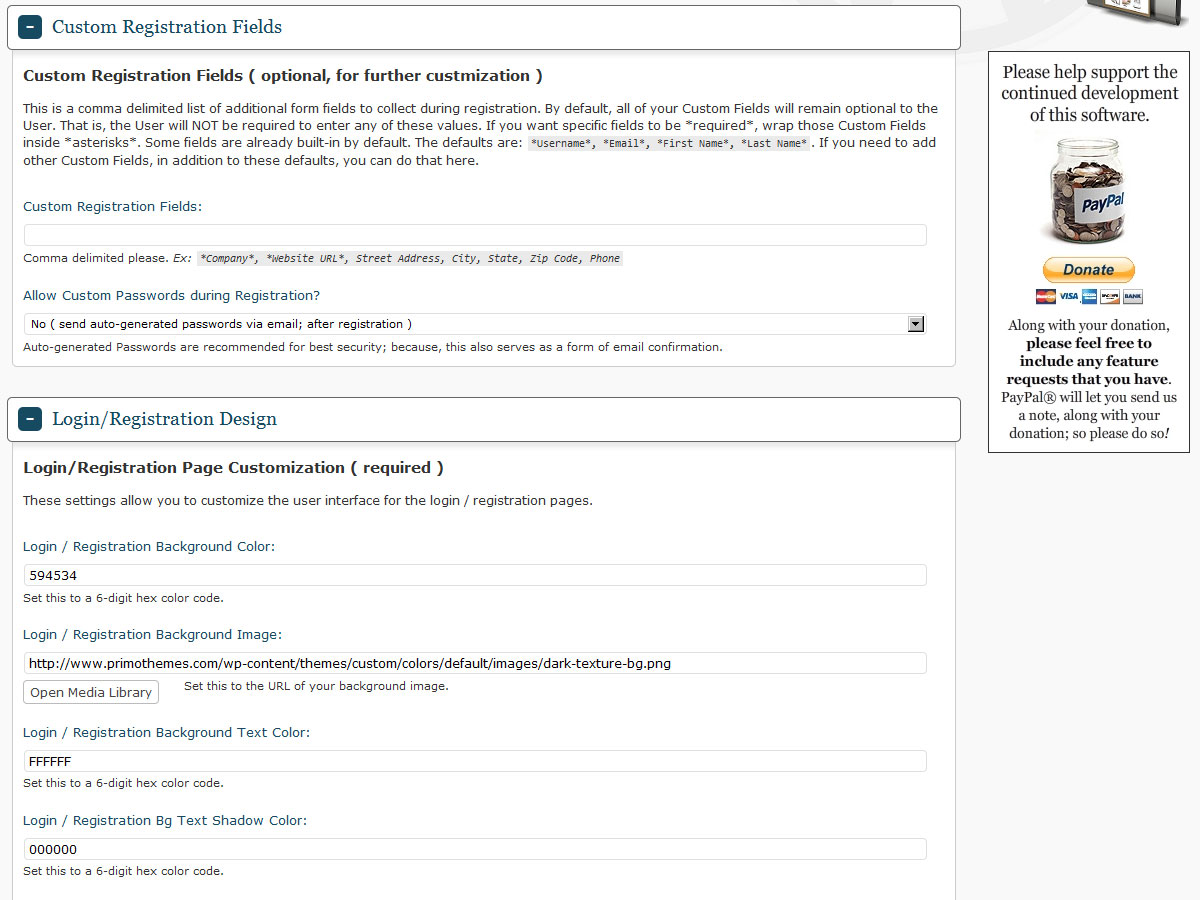 Custom Registration Fields
Custom Registration Fields ( optional, for further custmization )
This is a comma delimited list of additional form fields to collect during registration. By default, all of your Custom Fields will remain optional to the
User. That is, the User will NOT be required to enter any of these values. If you want specific fields to be *required*, wrap those Custom Fields
inside *asterisks*. Some fields are already built-in by default. The defaults are: *Username*, *Email*, *First Name*, *Last Name*. If you need to add
other Custom Fields, in addition to these defaults, you can do that here.
Custom Registration Fields:
Comma delimited please. Ex: *Company*, *Website URL*, Street Address, City, State, Zip Code, Phone
Allow Custom Passwords during Registration?
No ( send auto-generated passwords via email; after registration )
Auto-generated Passwords are recommended for best security; because, this also serves as a form of email confirmation.
Login/Registration Design
Login/Registration Page Customization ( required )
These settings allow you to customize the user interface for the login / registration pages.
Login / Registration Background Color:
594534
Set this to a 6-digit hex color code.
Login / Registration Background Image:
http://www.primothemes.com/wp-content/themes/custom/colors/default/images/dark-texture-bg.png
Open Media Library
Set this to the URL of your background image.
Login / Registration Background Text Color:
FFFFFF
Set this to a 6-digit hex color code.
Login / Registration Bg Text Shadow Color:
000000
Set this to a 6-digit hex color code.
Please help support the
continued development
of this software.
PayPal
Donate
VISA
BANK
Along with your donation,
please feel free to
include any feature
requests that you have.
PayPal® will let you send us
a note, along with your
donation; so please do so!